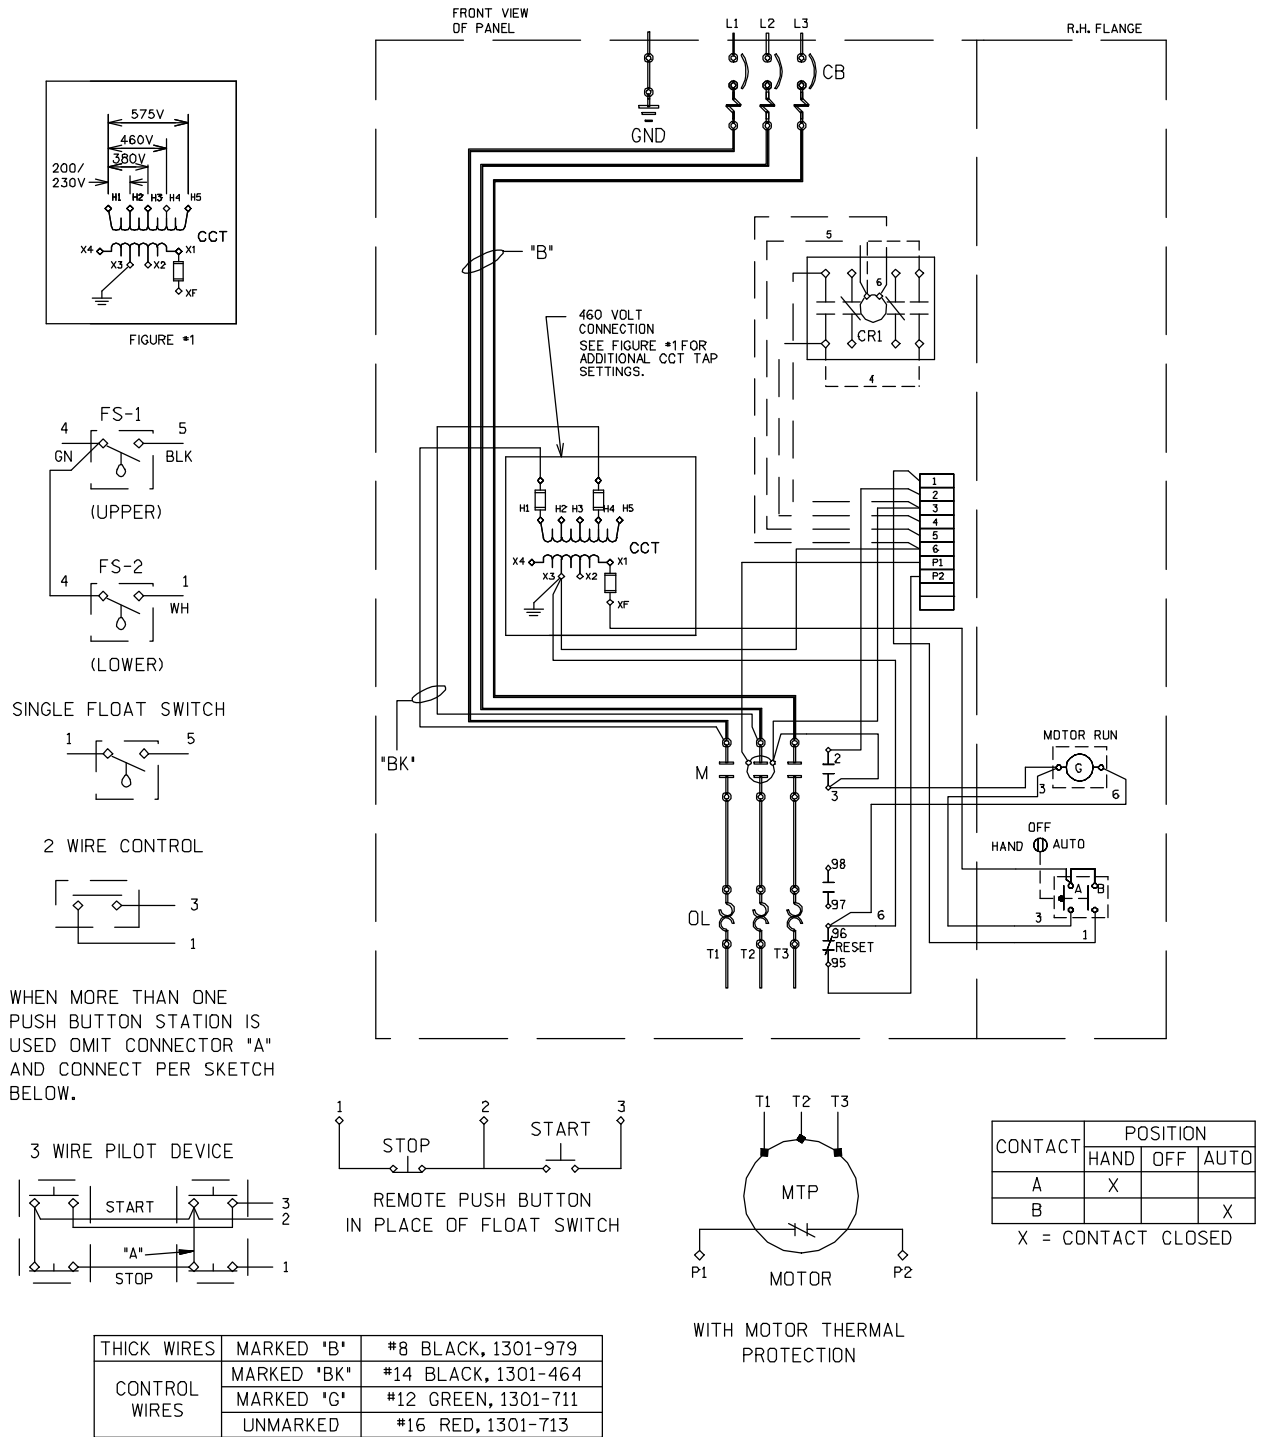 FRONT VIEW
OF PANEL
L1 L2 L3
R.H. FLANGE
CB
GND
575V
460V
380V
200/
230V
H1 H2 H3 H4 H5
CCT
X4 X1
X3 X2
XF
FIGURE #1
"B"
5
6
CR1
4
460 VOLT
CONNECTION
SEE FIGURE #1 FOR
ADDITIONAL CCT TAP
SETTINGS.
FS-1
4 5
GN BLK
(UPPER)
FS-2
4 1
WH
(LOWER)
H1 H2 H3 H4 H5
CCT
X4 X1
X3 X2
XF
1
2
3
4
5
6
P1
P2
SINGLE FLOAT SWITCH
1 5
"BK"
M
2
3
MOTOR RUN
G
3 6
OFF
HAND AUTO
A B
3
1
2 WIRE CONTROL
3
1
98
97
OL
6
96
RESET
95
T1 T2 T3
WHEN MORE THAN ONE
PUSH BUTTON STATION IS
USED OMIT CONNECTOR "A"
AND CONNECT PER SKETCH
BELOW.
3 WIRE PILOT DEVICE
START
3
2
"A"
STOP
1
1 2 3
STOP START
REMOTE PUSH BUTTON
IN PLACE OF FLOAT SWITCH
T1 T2 T3
MTP
P1 P2
MOTOR
WITH MOTOR THERMAL
PROTECTION
CONTACT POSITION
HAND OFF AUTO
A X
B X
X = CONTACT CLOSED
THICK WIRES MARKED "B" #8 BLACK, 1301-979
CONTROL WIRES MARKED "BK" #14 BLACK, 1301-464
MARKED "G" #12 GREEN, 1301-711
UNMARKED #16 RED, 1301-713